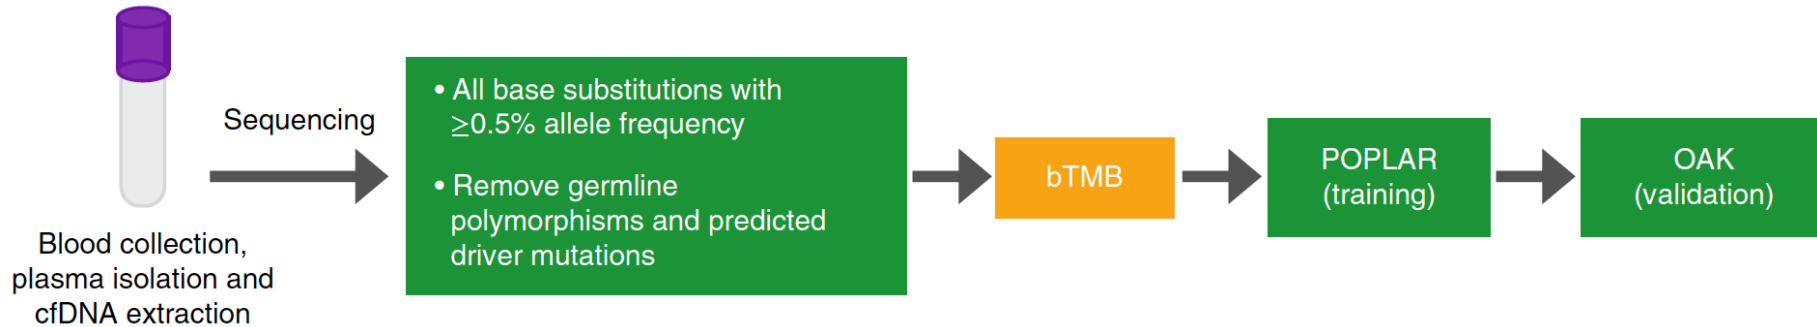 Blood collection,
plasma isolation and
cfDNA extraction
Sequencing
• All base substitutions with
≥0.5% allele frequency
• Remove germline
polymorphisms and predicted
driver mutations
bTMB
POPLAR
(training)
OAK
(validation)